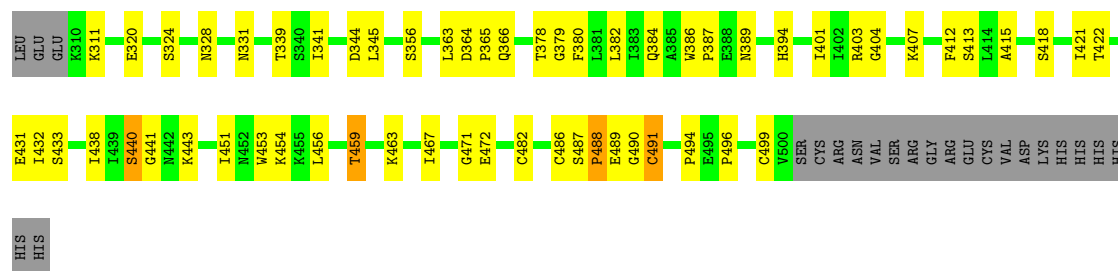 LEU GLU GLU K310 K311 E320 S324 N328 N331 T339 S340 I341 D344 L345 S356 L363 D364 P365 Q366 T378 G379 F380 L381 L382 I383 Q384 A385 W386 P387 E388 N389 H394 I401 I402 R403 G404 K407 F412 S413 L414 A415 S418 I421 T422
E431 I432 S433 I438 I439 S440 G441 N442 K443 I451 N452 W453 K454 K455 L456 T459 K463 I467 G471 E472 C482 C486 S487 P488 E489 G490 C491 P494 E495 P496 C499 V500 SER CYS ARG ASN VAL SER ARG GLY ARG GLU CYS VAL ASP LYS HIS HIS HIS HIS
HIS HIS